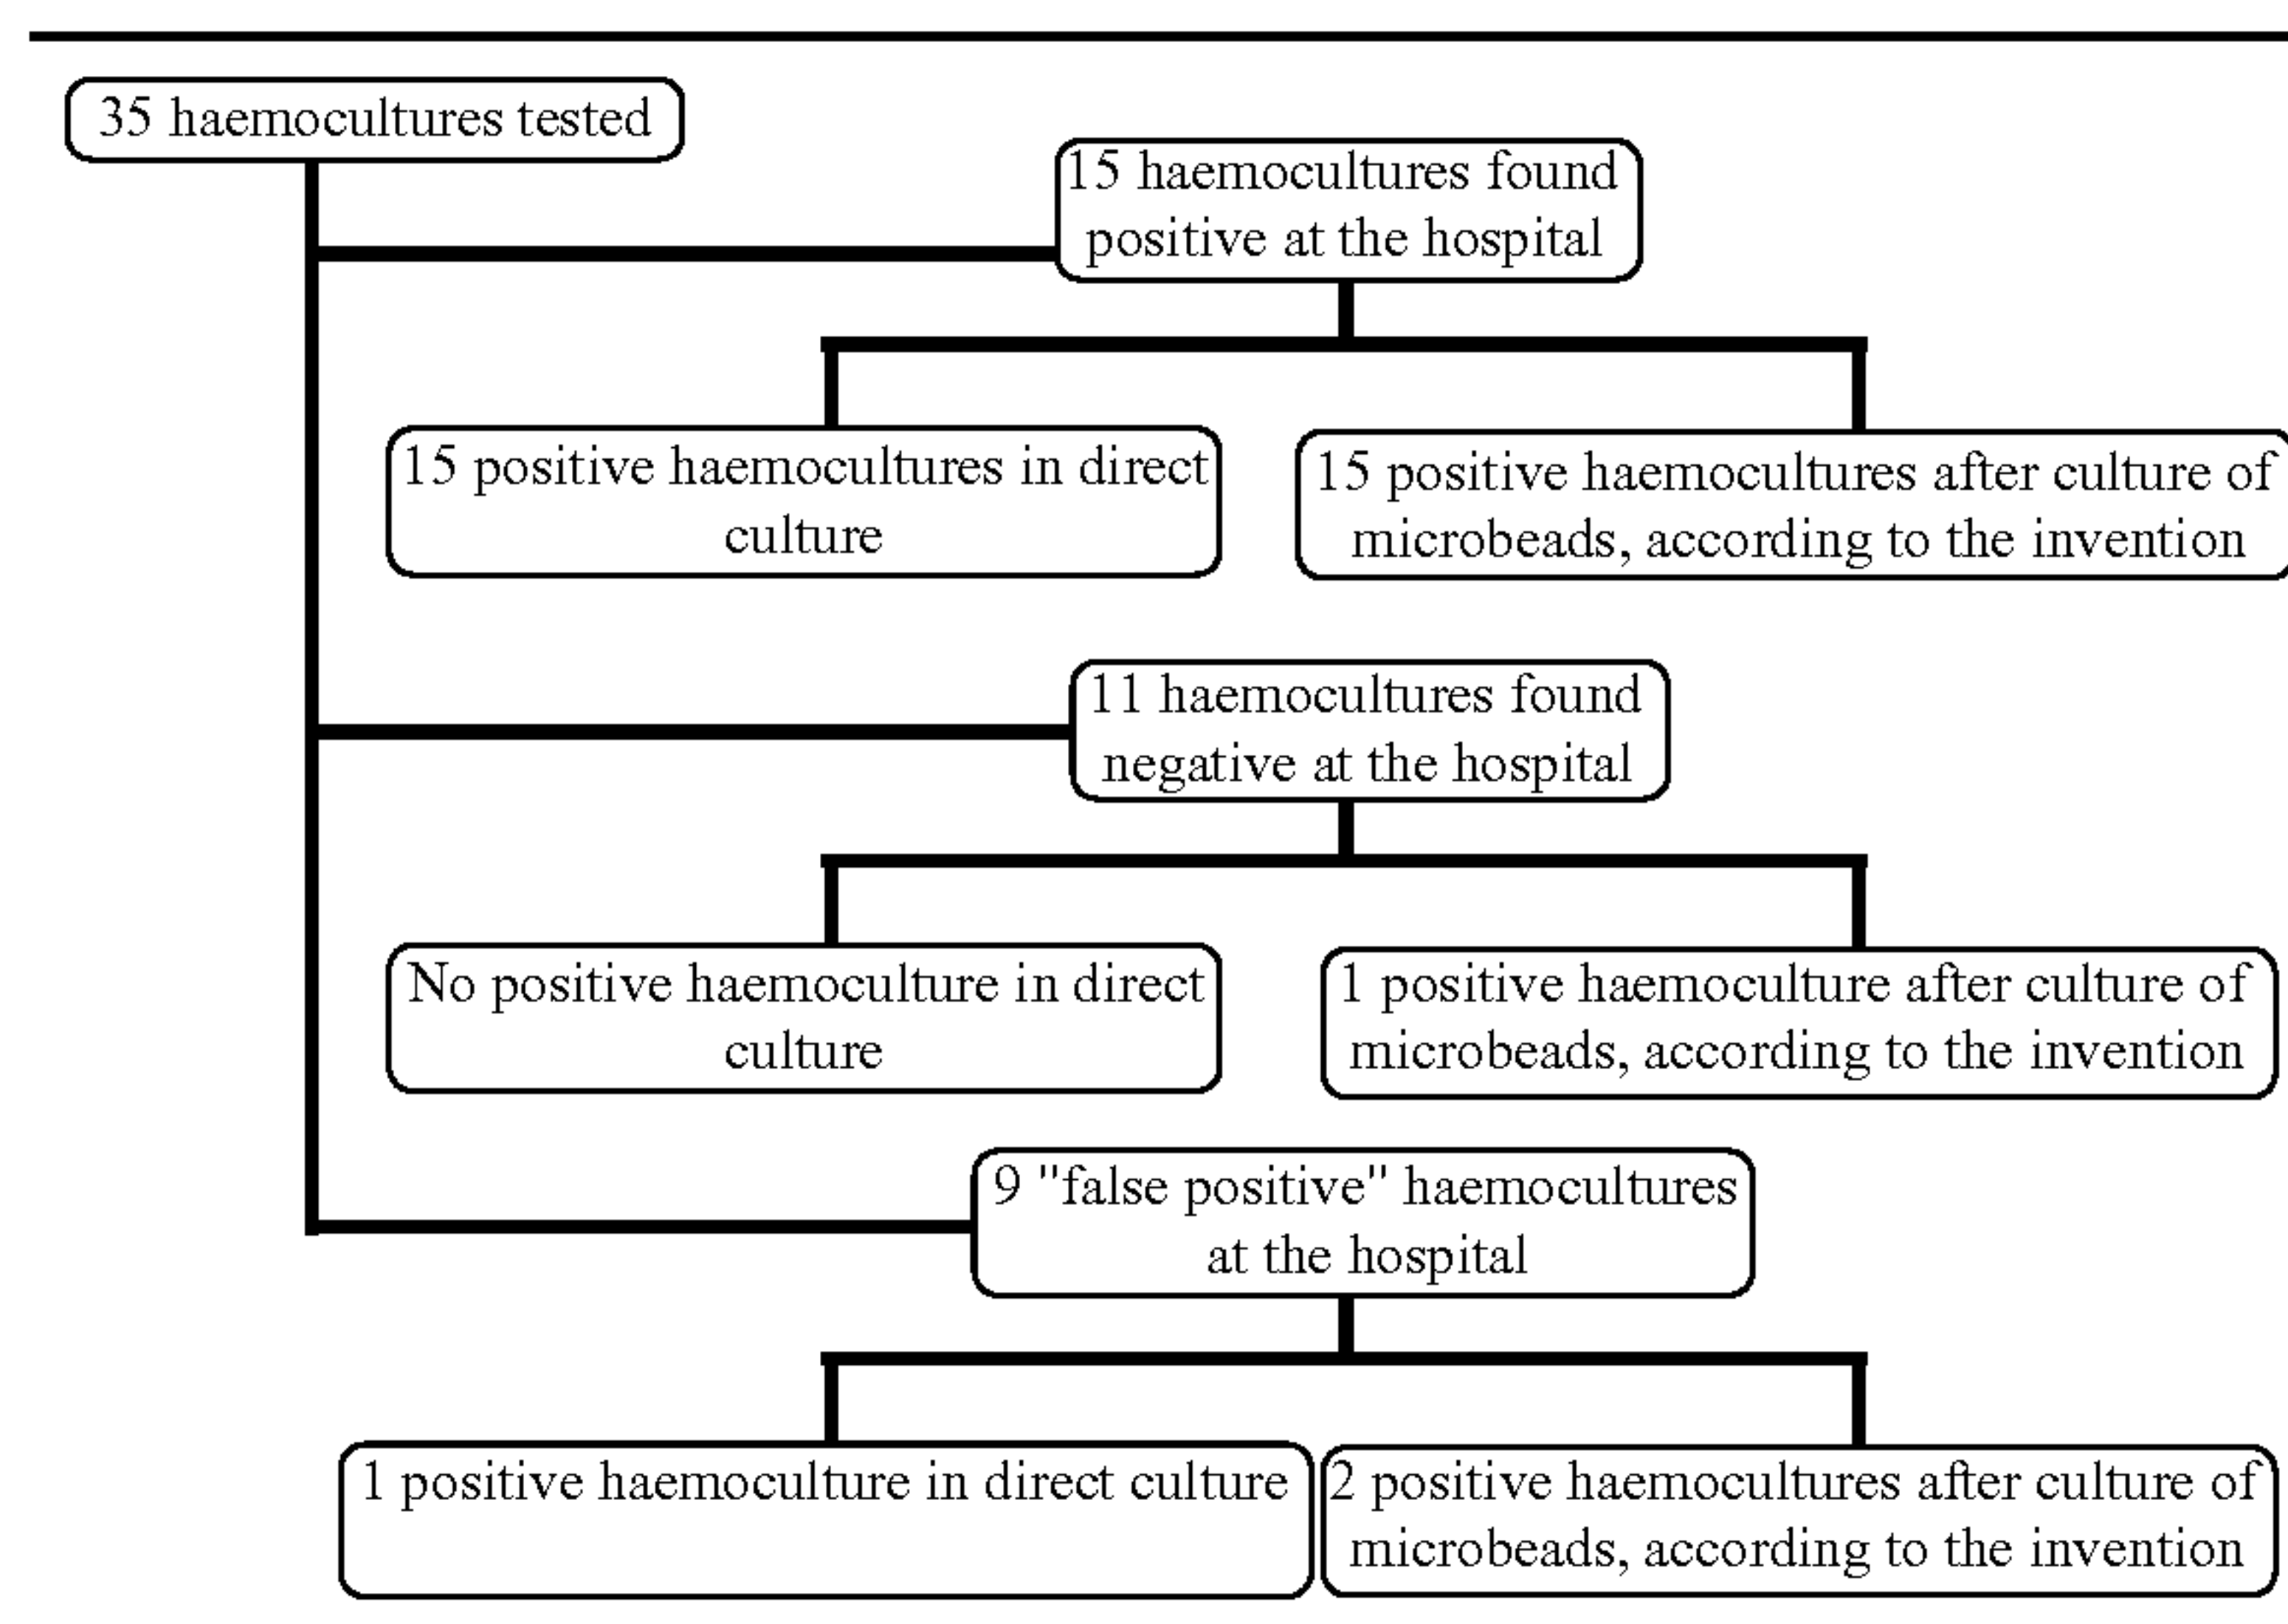 35 haemocultures tested
15 haemocultures found
positive at the hospital
15 positive haemocultures in direct
culture
15 positive haemocultures after culture of
microbeads, according to the invention
11 haemocultures found
negative at the hospital
No positive haemoculture in direct
culture
1 positive haemoculture after culture of
microbeads, according to the invention
9 "false positive" haemocultures
at the hospital
1 positive haemoculture in direct culture
2 positive haemocultures after culture of
microbeads, according to the invention